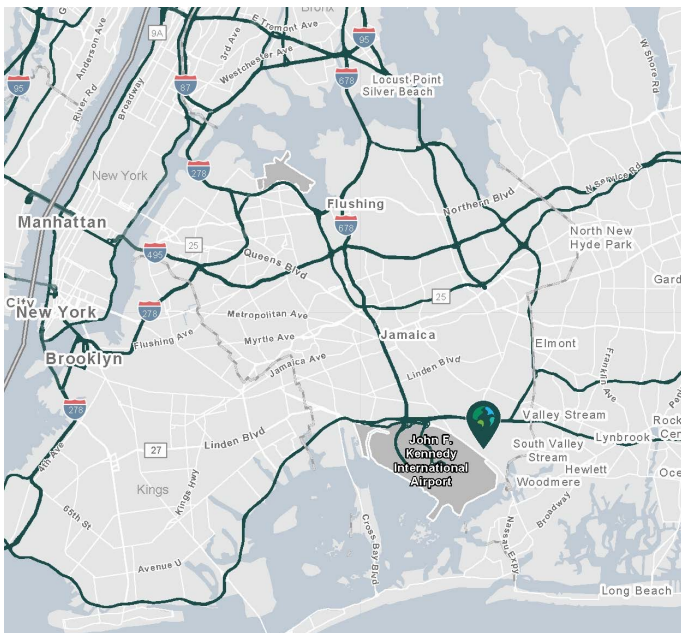 Bronx
E Tremont Ave
9A
95
3rd Ave
Anderson Ave
Westchester Ave
W Shore Rd
95
87
678
Locust Point
Silver Beach
River Rd
Broadway
278
New York
N Service Rd
Flushing
Northern Blvd
Manhattan
678
North New
Hyde Park
25
495
Queens Blvd
25
City
New York
278
Metropolitan Ave
Flushing Ave
Myrtle Ave
Jamaica
Elmont
Brooklyn
Jamaica Ave
Linden Blvd
Franklin Ave
278
Valley Stream
Linden Blvd
27
John F.
Kennedy
International
Airport
South Valley
Stream
Lynbrook
4th Ave
Hewlett
Woodmere
Kings
Kings Hwy
65th St
Cross Bay Blvd
Nassau Expy
Broadway
Avenue U
Long Beach